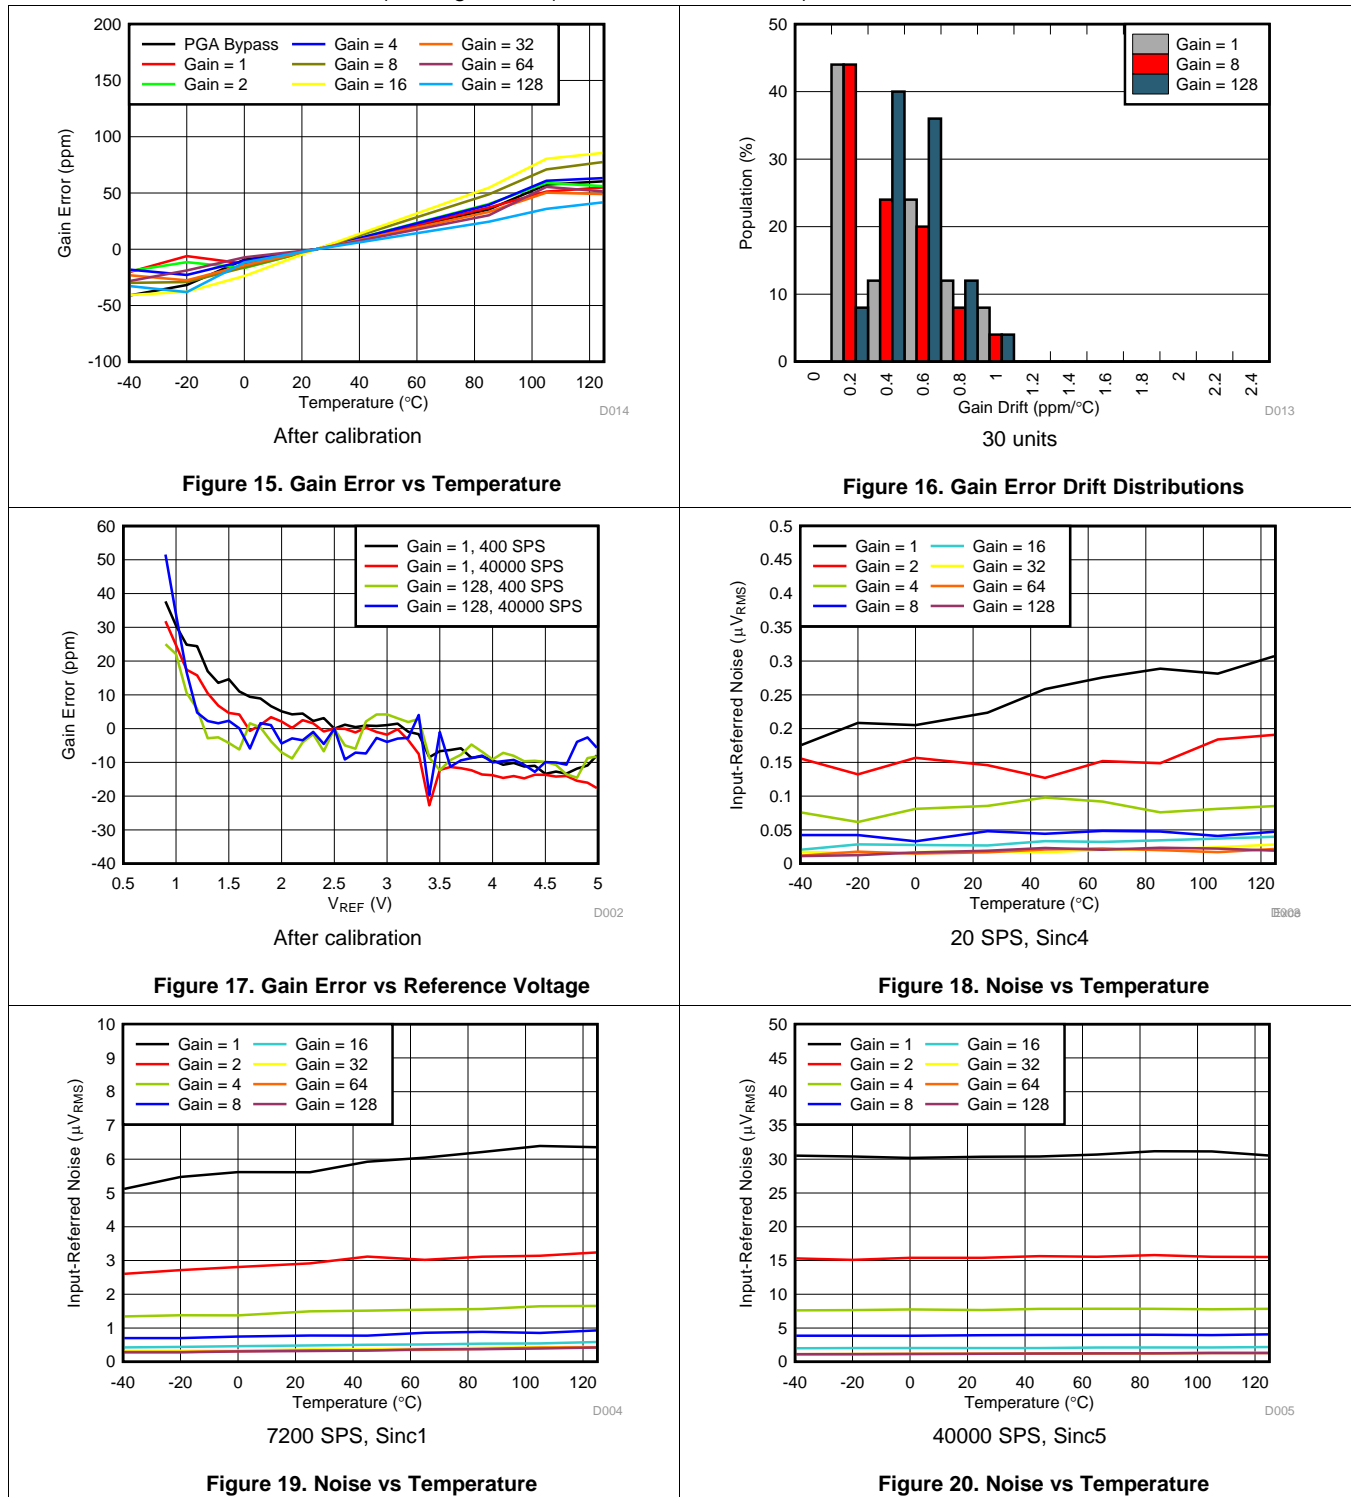 200
150
100
50
0
-50
-100
Gain Error (ppm)
PGA Bypass
Gain = 1
Gain = 2
Gain = 4
Gain = 8
Gain = 16
Gain = 32
Gain = 64
Gain = 128
-40 -20 0 20 40 60 80 100 120
Temperature (°C)
D014
After calibration
Figure 15. Gain Error vs Temperature
50
40
30
20
10
0
Population (%)
Gain = 1
Gain = 8
Gain = 128
0 0.2 0.4 0.6 0.8 1 1.2 1.4 1.6 1.8 2 2.2 2.4
Gain Drift (ppm/°C)
D013
30 units
Figure 16. Gain Error Drift Distributions
60
50
40
30
20
10
0
-10
-20
-30
-40
Gain Error (ppm)
Gain = 1, 400 SPS
Gain = 1, 40000 SPS
Gain = 128, 400 SPS
Gain = 128, 40000 SPS
0.5 1 1.5 2 2.5 3 3.5 4 4.5 5
VREF (V)
D002
After calibration
Figure 17. Gain Error vs Reference Voltage
0.5
0.45
0.4
0.35
0.3
0.25
0.2
0.15
0.1
0.05
0
Input-Referred Noise (μVRMS)
Gain = 1
Gain = 2
Gain = 4
Gain = 8
Gain = 16
Gain = 32
Gain = 64
Gain = 128
-40 -20 0 20 40 60 80 100 120
Temperature (°C)
20 SPS, Sinc4
Figure 18. Noise vs Temperature
10
9
8
7
6
5
4
3
2
1
0
Input-Referred Noise (μVRMS)
Gain = 1
Gain = 2
Gain = 4
Gain = 8
Gain = 16
Gain = 32
Gain = 64
Gain = 128
-40 -20 0 20 40 60 80 100 120
Temperature (°C)
D004
7200 SPS, Sinc1
Figure 19. Noise vs Temperature
50
45
40
35
30
25
20
15
10
5
0
Input-Referred Noise (μVRMS)
Gain = 1
Gain = 2
Gain = 4
Gain = 8
Gain = 16
Gain = 32
Gain = 64
Gain = 128
-40 -20 0 20 40 60 80 100 120
Temperature (°C)
D005
40000 SPS, Sinc5
Figure 20. Noise vs Temperature